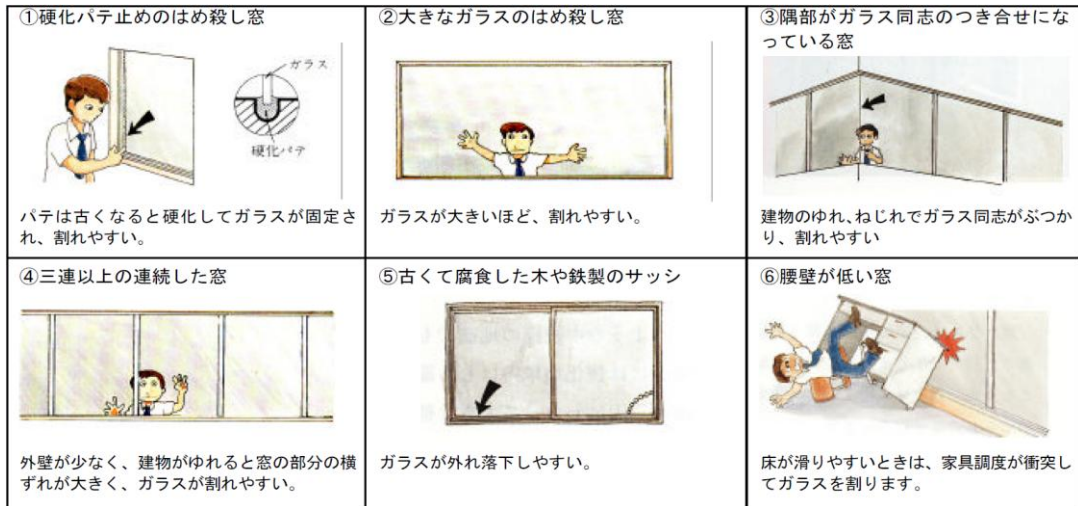 ①硬化パテ止めのはめ殺し窓
ガラス
硬化パテ
パテは古くなると硬化してガラスが固定さ
れ、割れやすい。
②大きなガラスのはめ殺し窓
ガラスが大きいほど、割れやすい。
③隅部がガラス同志のつき合せにな
っている窓
建物のゆれ、ねじれでガラス同志がぶつか
り、割れやすい
④三連以上の連続した窓
外壁が少なく、建物がゆれると窓の部分の横
ずれが大きく、ガラスが割れやすい。
⑤古くて腐食した木や鉄製のサッシ
ガラスが外れ落下しやすい。
⑥腰壁が低い窓
床が滑りやすいときは、家具調度が衝突し
てガラスを割ります。